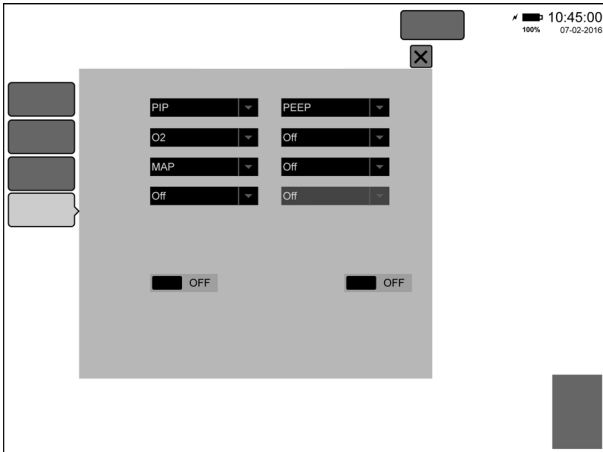 10:45:00
100% 07-02-2016
PIP PEEP
O2 Off
MAP Off
Off Off
OFF OFF